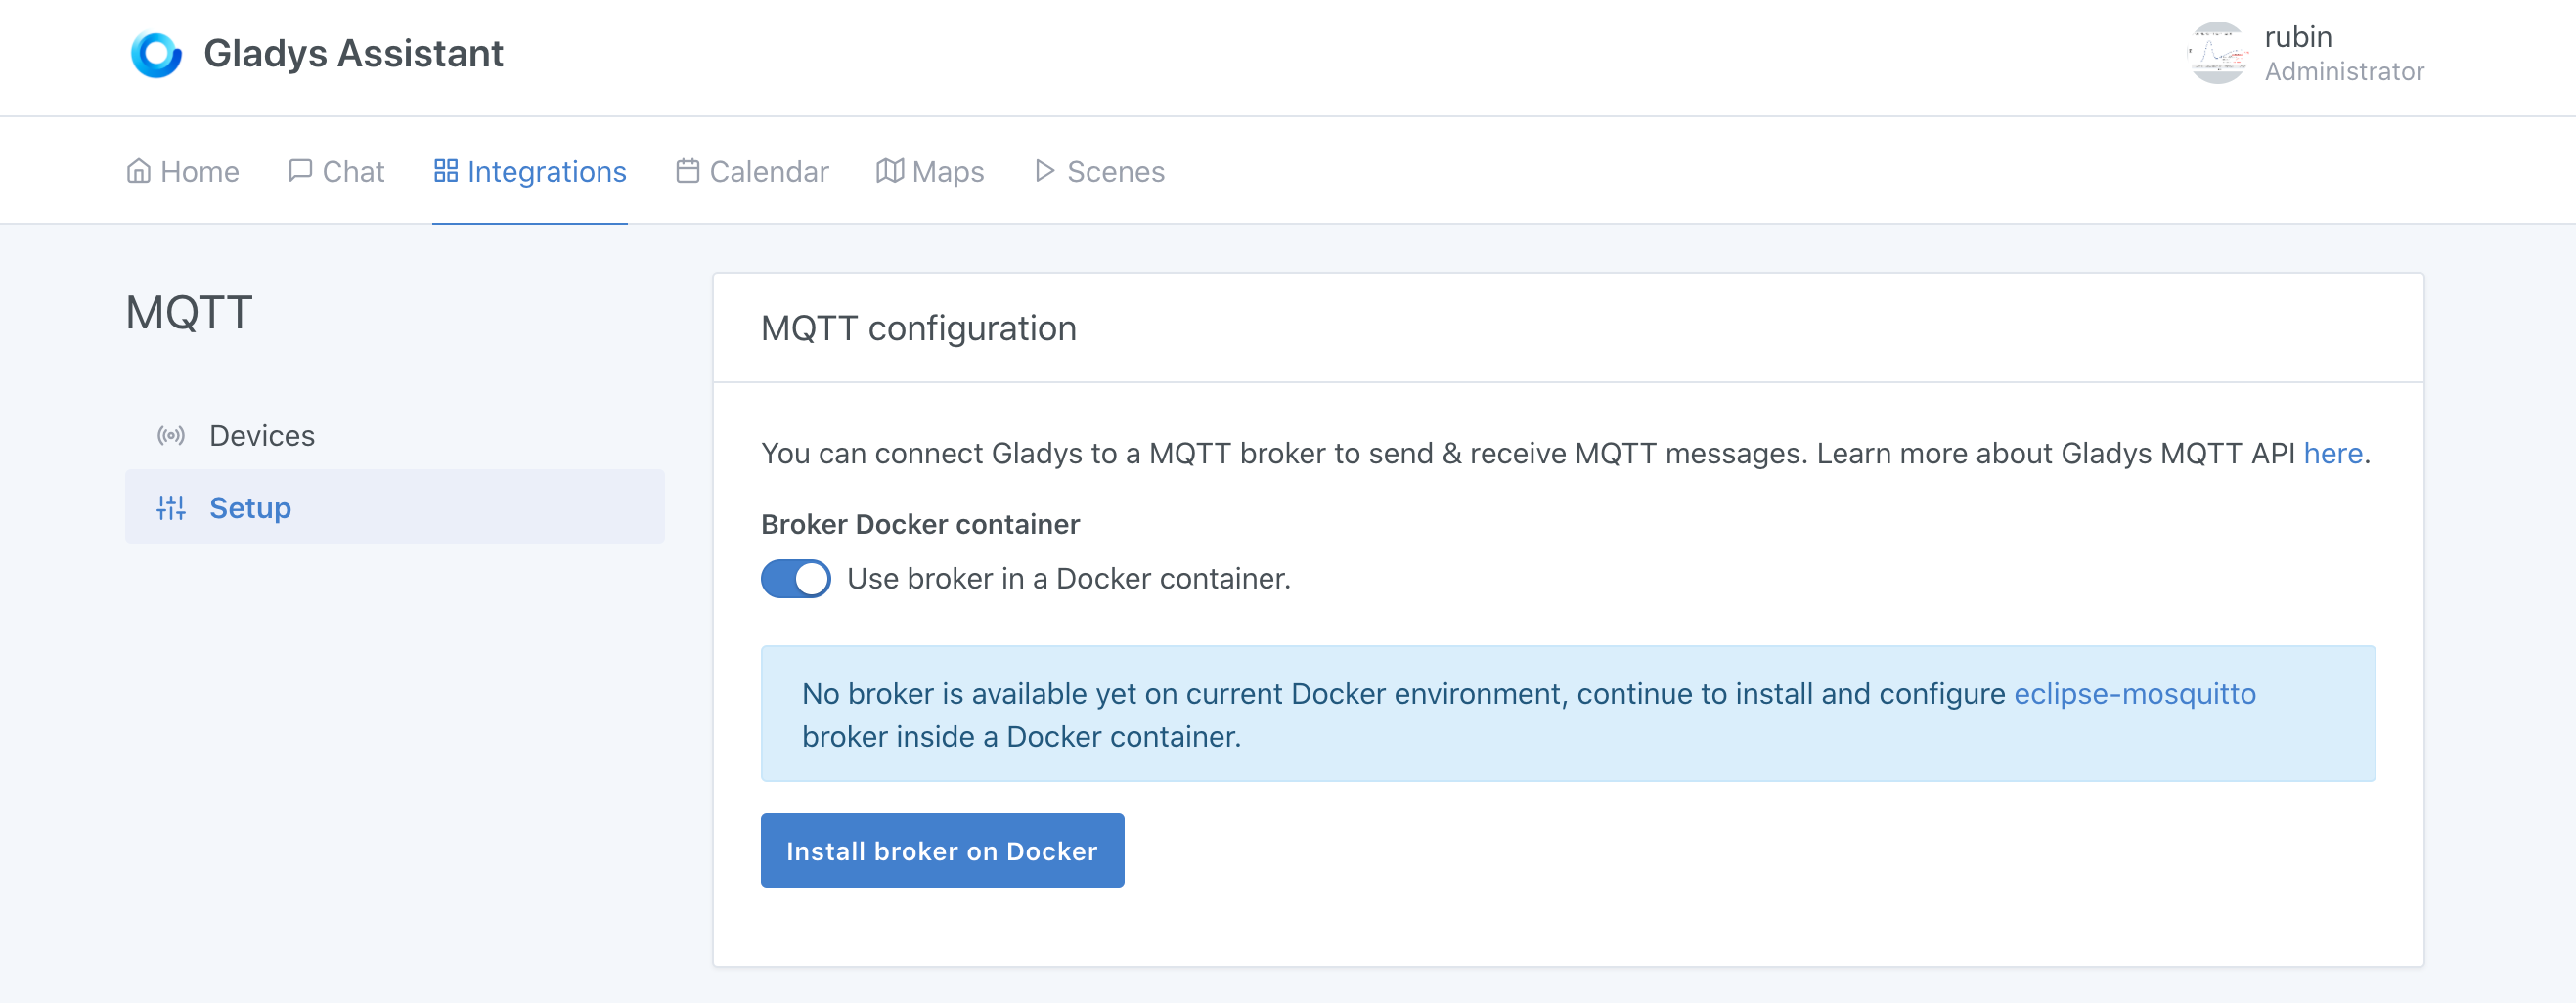 Gladys Assistant
rubin
Administrator
Home
Chat
Integrations
Calendar
Maps
Scenes
MQTT
Devices
Setup
MQTT configuration
You can connect Gladys to a MQTT broker to send & receive MQTT messages. Learn more about Gladys MQTT API here.
Broker Docker container
Use broker in a Docker container.
No broker is available yet on current Docker environment, continue to install and configure eclipse-mosquitto
broker inside a Docker container.
Install broker on Docker